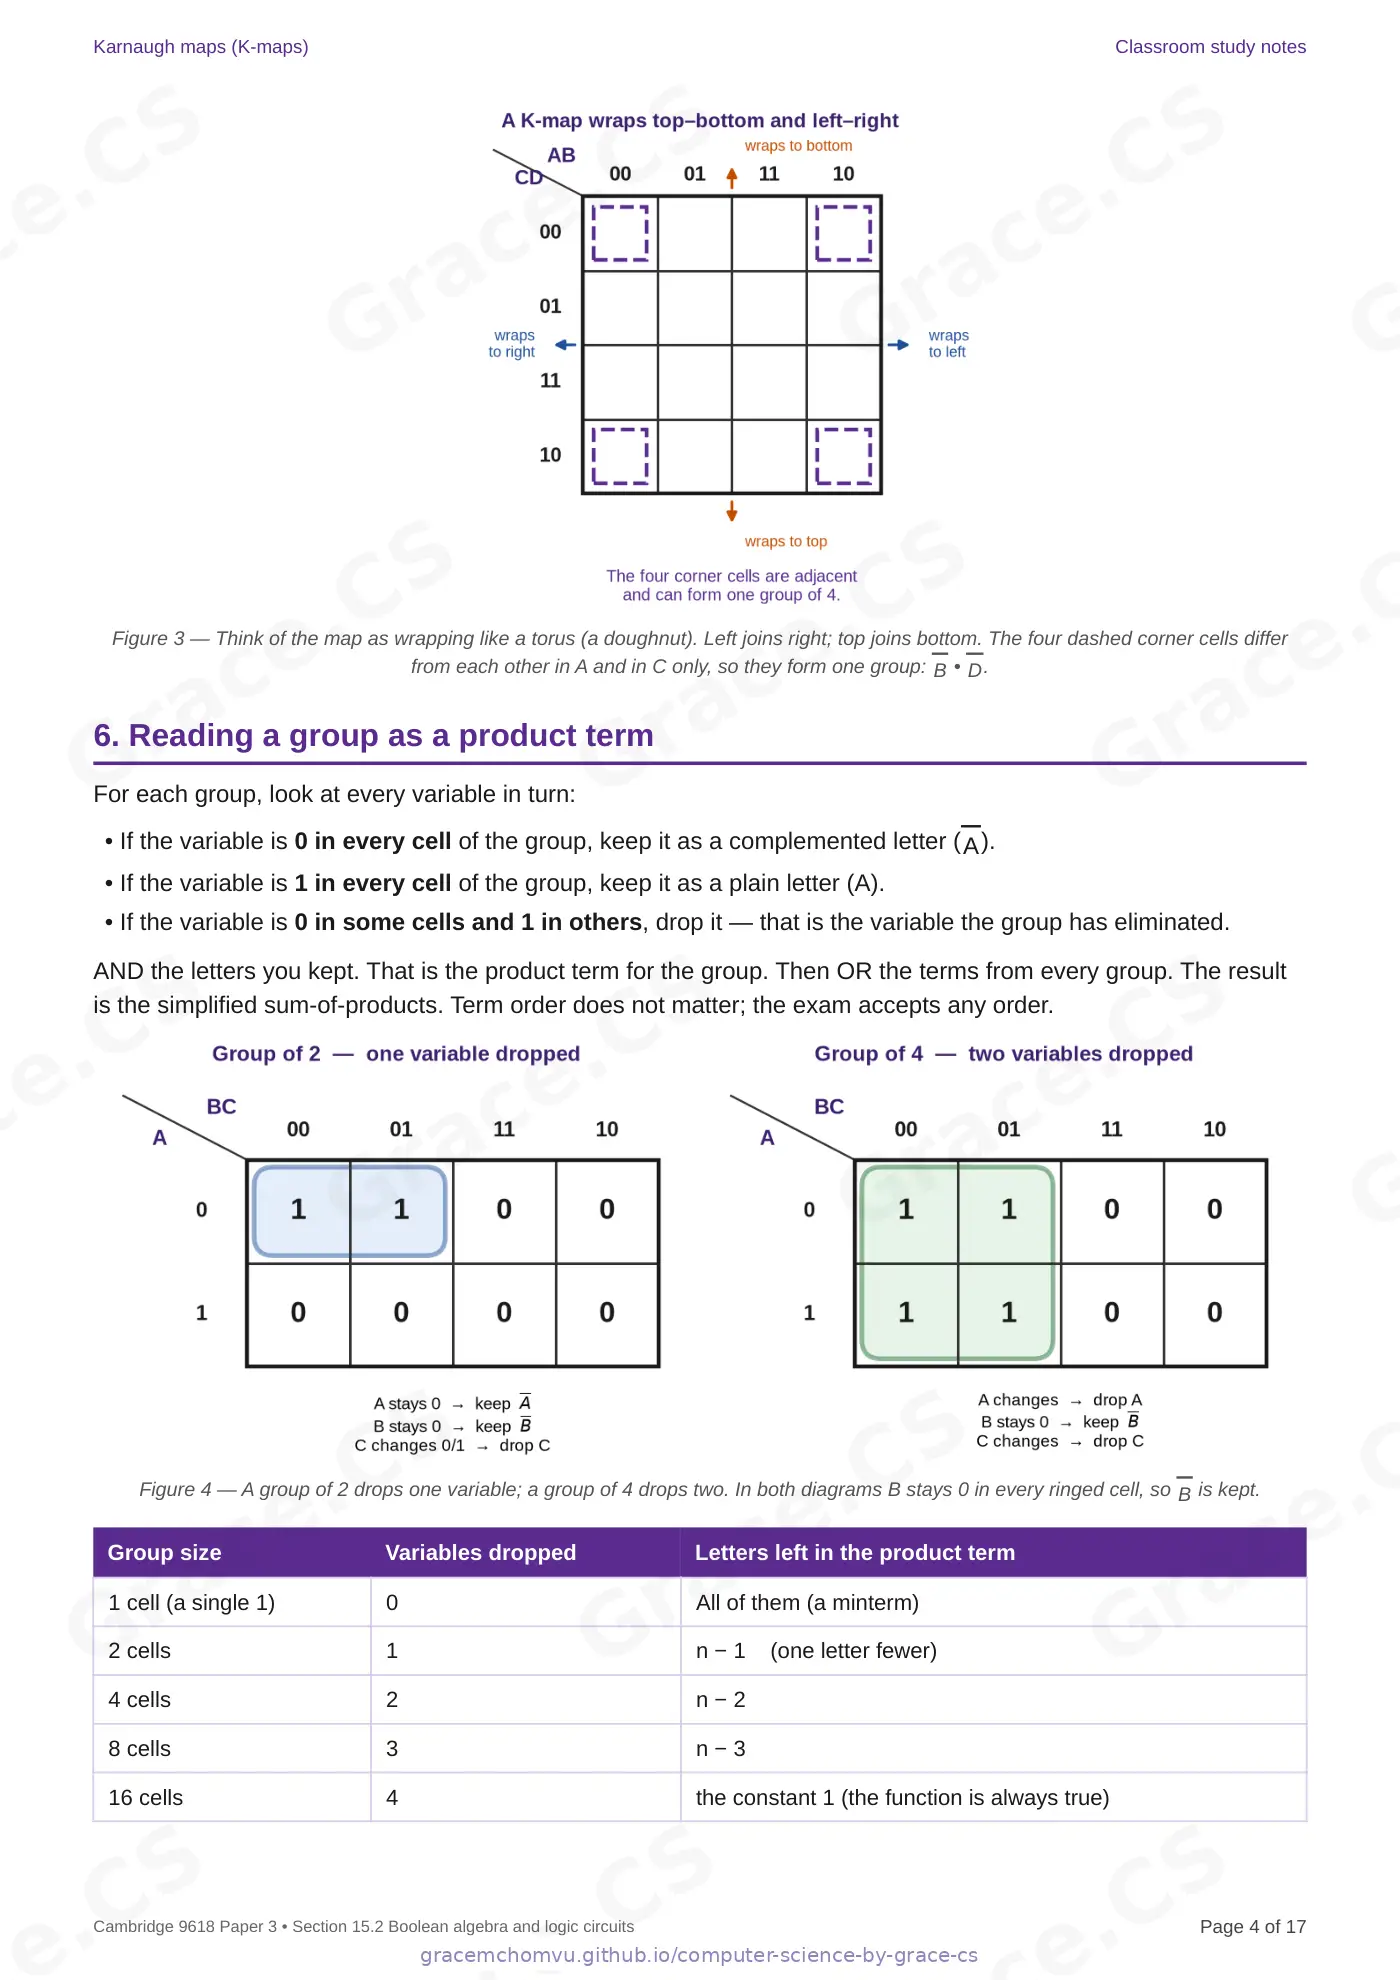 Karnaugh maps (K-maps)
Classroom study notes
A K-map wraps top–bottom and left–right
wraps to bottom
AB
CD
00 01 11 10
00
01
wraps
to right
wraps
to left
11
10
wraps to top
The four corner cells are adjacent
and can form one group of 4.
Figure 3 — Think of the map as wrapping like a torus (a doughnut). Left joins right; top joins bottom. The four dashed corner cells differ
from each other in A and in C only, so they form one group: B̅ • D̅.
6. Reading a group as a product term
For each group, look at every variable in turn:
• If the variable is 0 in every cell of the group, keep it as a complemented letter (A̅).
• If the variable is 1 in every cell of the group, keep it as a plain letter (A).
• If the variable is 0 in some cells and 1 in others, drop it — that is the variable the group has eliminated.
AND the letters you kept. That is the product term for the group. Then OR the terms from every group. The result
is the simplified sum-of-products. Term order does not matter; the exam accepts any order.
Group of 2 — one variable dropped
BC
A
00 01 11 10
0 1 1 0 0
1 0 0 0 0
A stays 0 → keep A̅
B stays 0 → keep B̅
C changes 0/1 → drop C
Group of 4 — two variables dropped
BC
A
00 01 11 10
0 1 1 0 0
1 1 1 0 0
A changes → drop A
B stays 0 → keep B̅
C changes → drop C
Figure 4 — A group of 2 drops one variable; a group of 4 drops two. In both diagrams B stays 0 in every ringed cell, so B̅ is kept.
Group size Variables dropped Letters left in the product term
1 cell (a single 1) 0 All of them (a minterm)
2 cells 1 n − 1 (one letter fewer)
4 cells 2 n − 2
8 cells 3 n − 3
16 cells 4 the constant 1 (the function is always true)
Cambridge 9618 Paper 3 • Section 15.2 Boolean algebra and logic circuits
Page 4 of 17
gracemchomvu.github.io/computer-science-by-grace-cs
Grace.CS